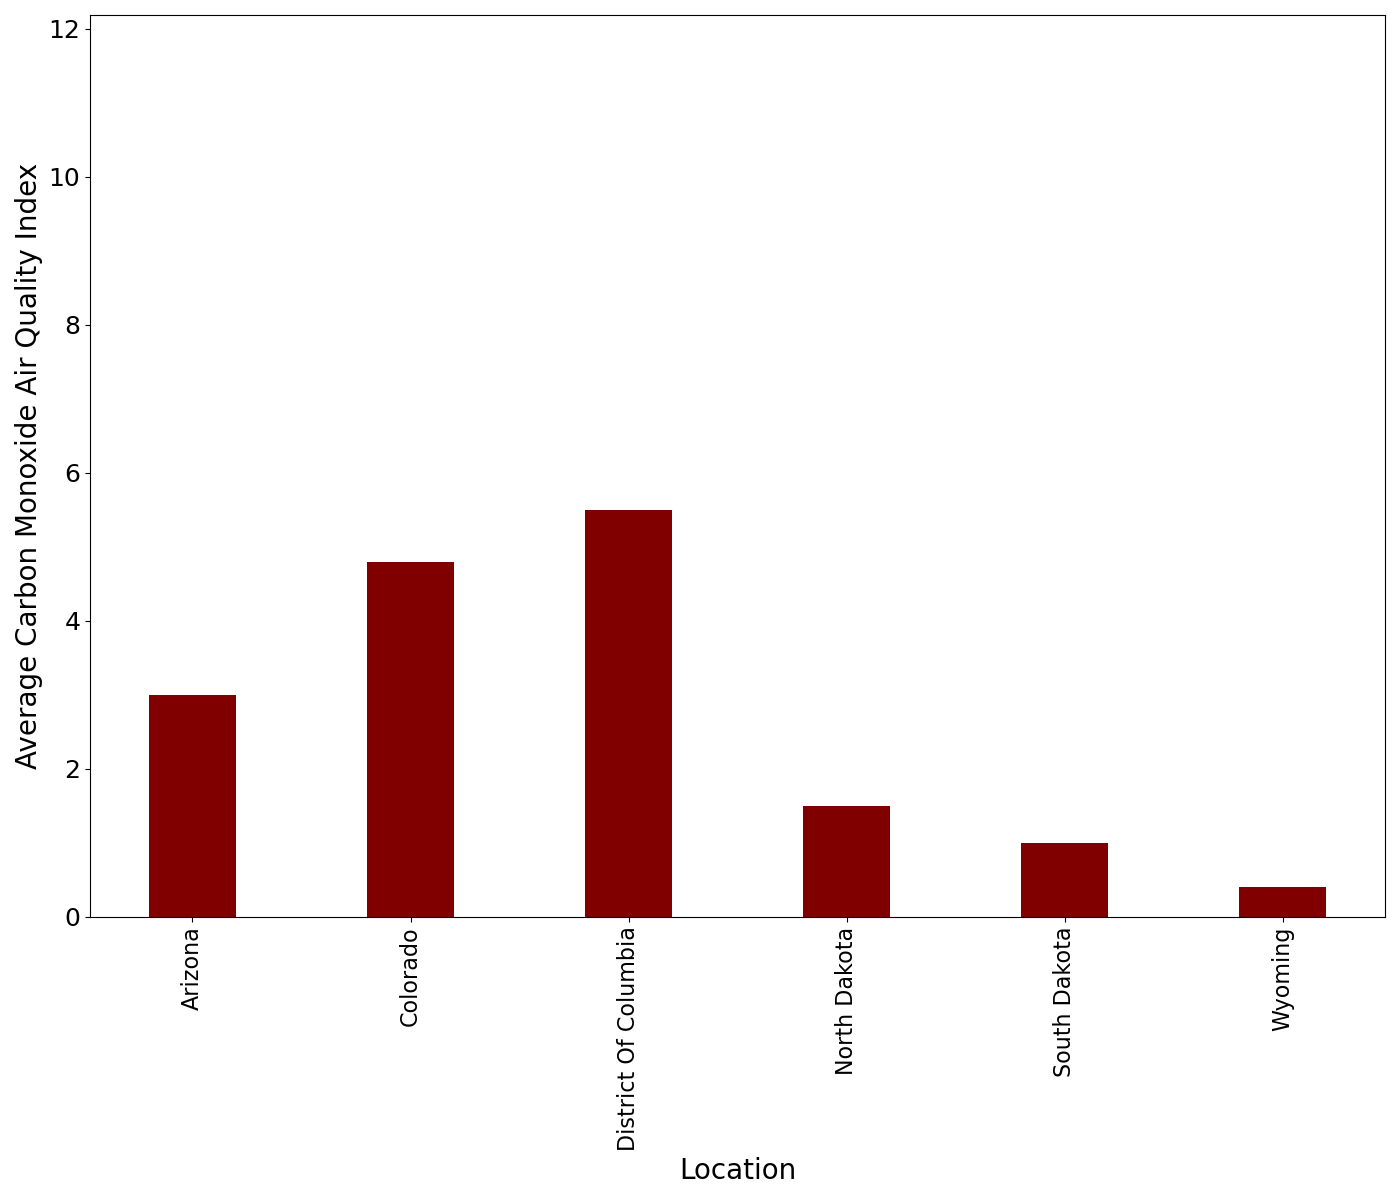 Average Carbon Monoxide Air Quality Index
12
10
8
6
4
2
0
Arizona
Colorado
District Of Columbia
North Dakota
South Dakota
Wyoming
Location